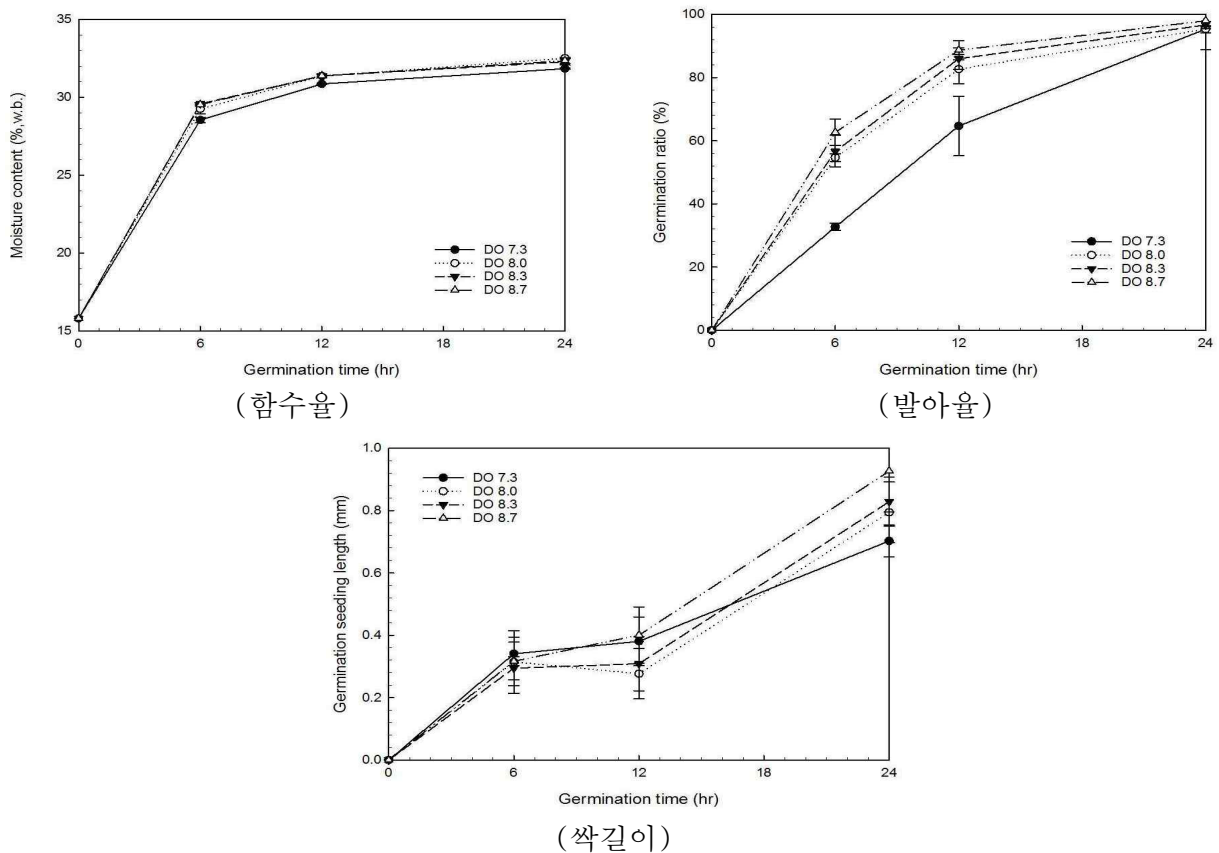 Moisture content (%,w.b.)
35
30
25
20
15
0
6
12
18
24
DO 7.3
DO 8.0
DO 8.3
DO 8.7
Germination time (hr)
(함수율)
Germination ratio (%)
100
80
60
40
20
0
0
6
12
18
24
DO 7.3
DO 8.0
DO 8.3
DO 8.7
Germination time (hr)
(발아율)
Germination seeding length (mm)
1.0
0.8
0.6
0.4
0.2
0.0
0
6
12
18
24
DO 7.3
DO 8.0
DO 8.3
DO 8.7
Germination time (hr)
(싹길이)